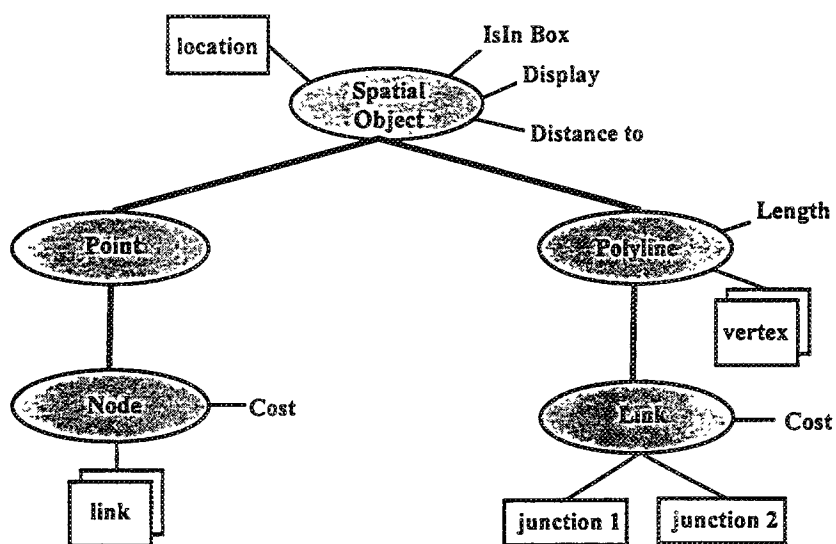 location
IsIn Box
Display
Spatial
Object
Distance to
Point
Polyline
Length
vertex
Node
Cost
Link
Cost
link
junction 1
junction 2